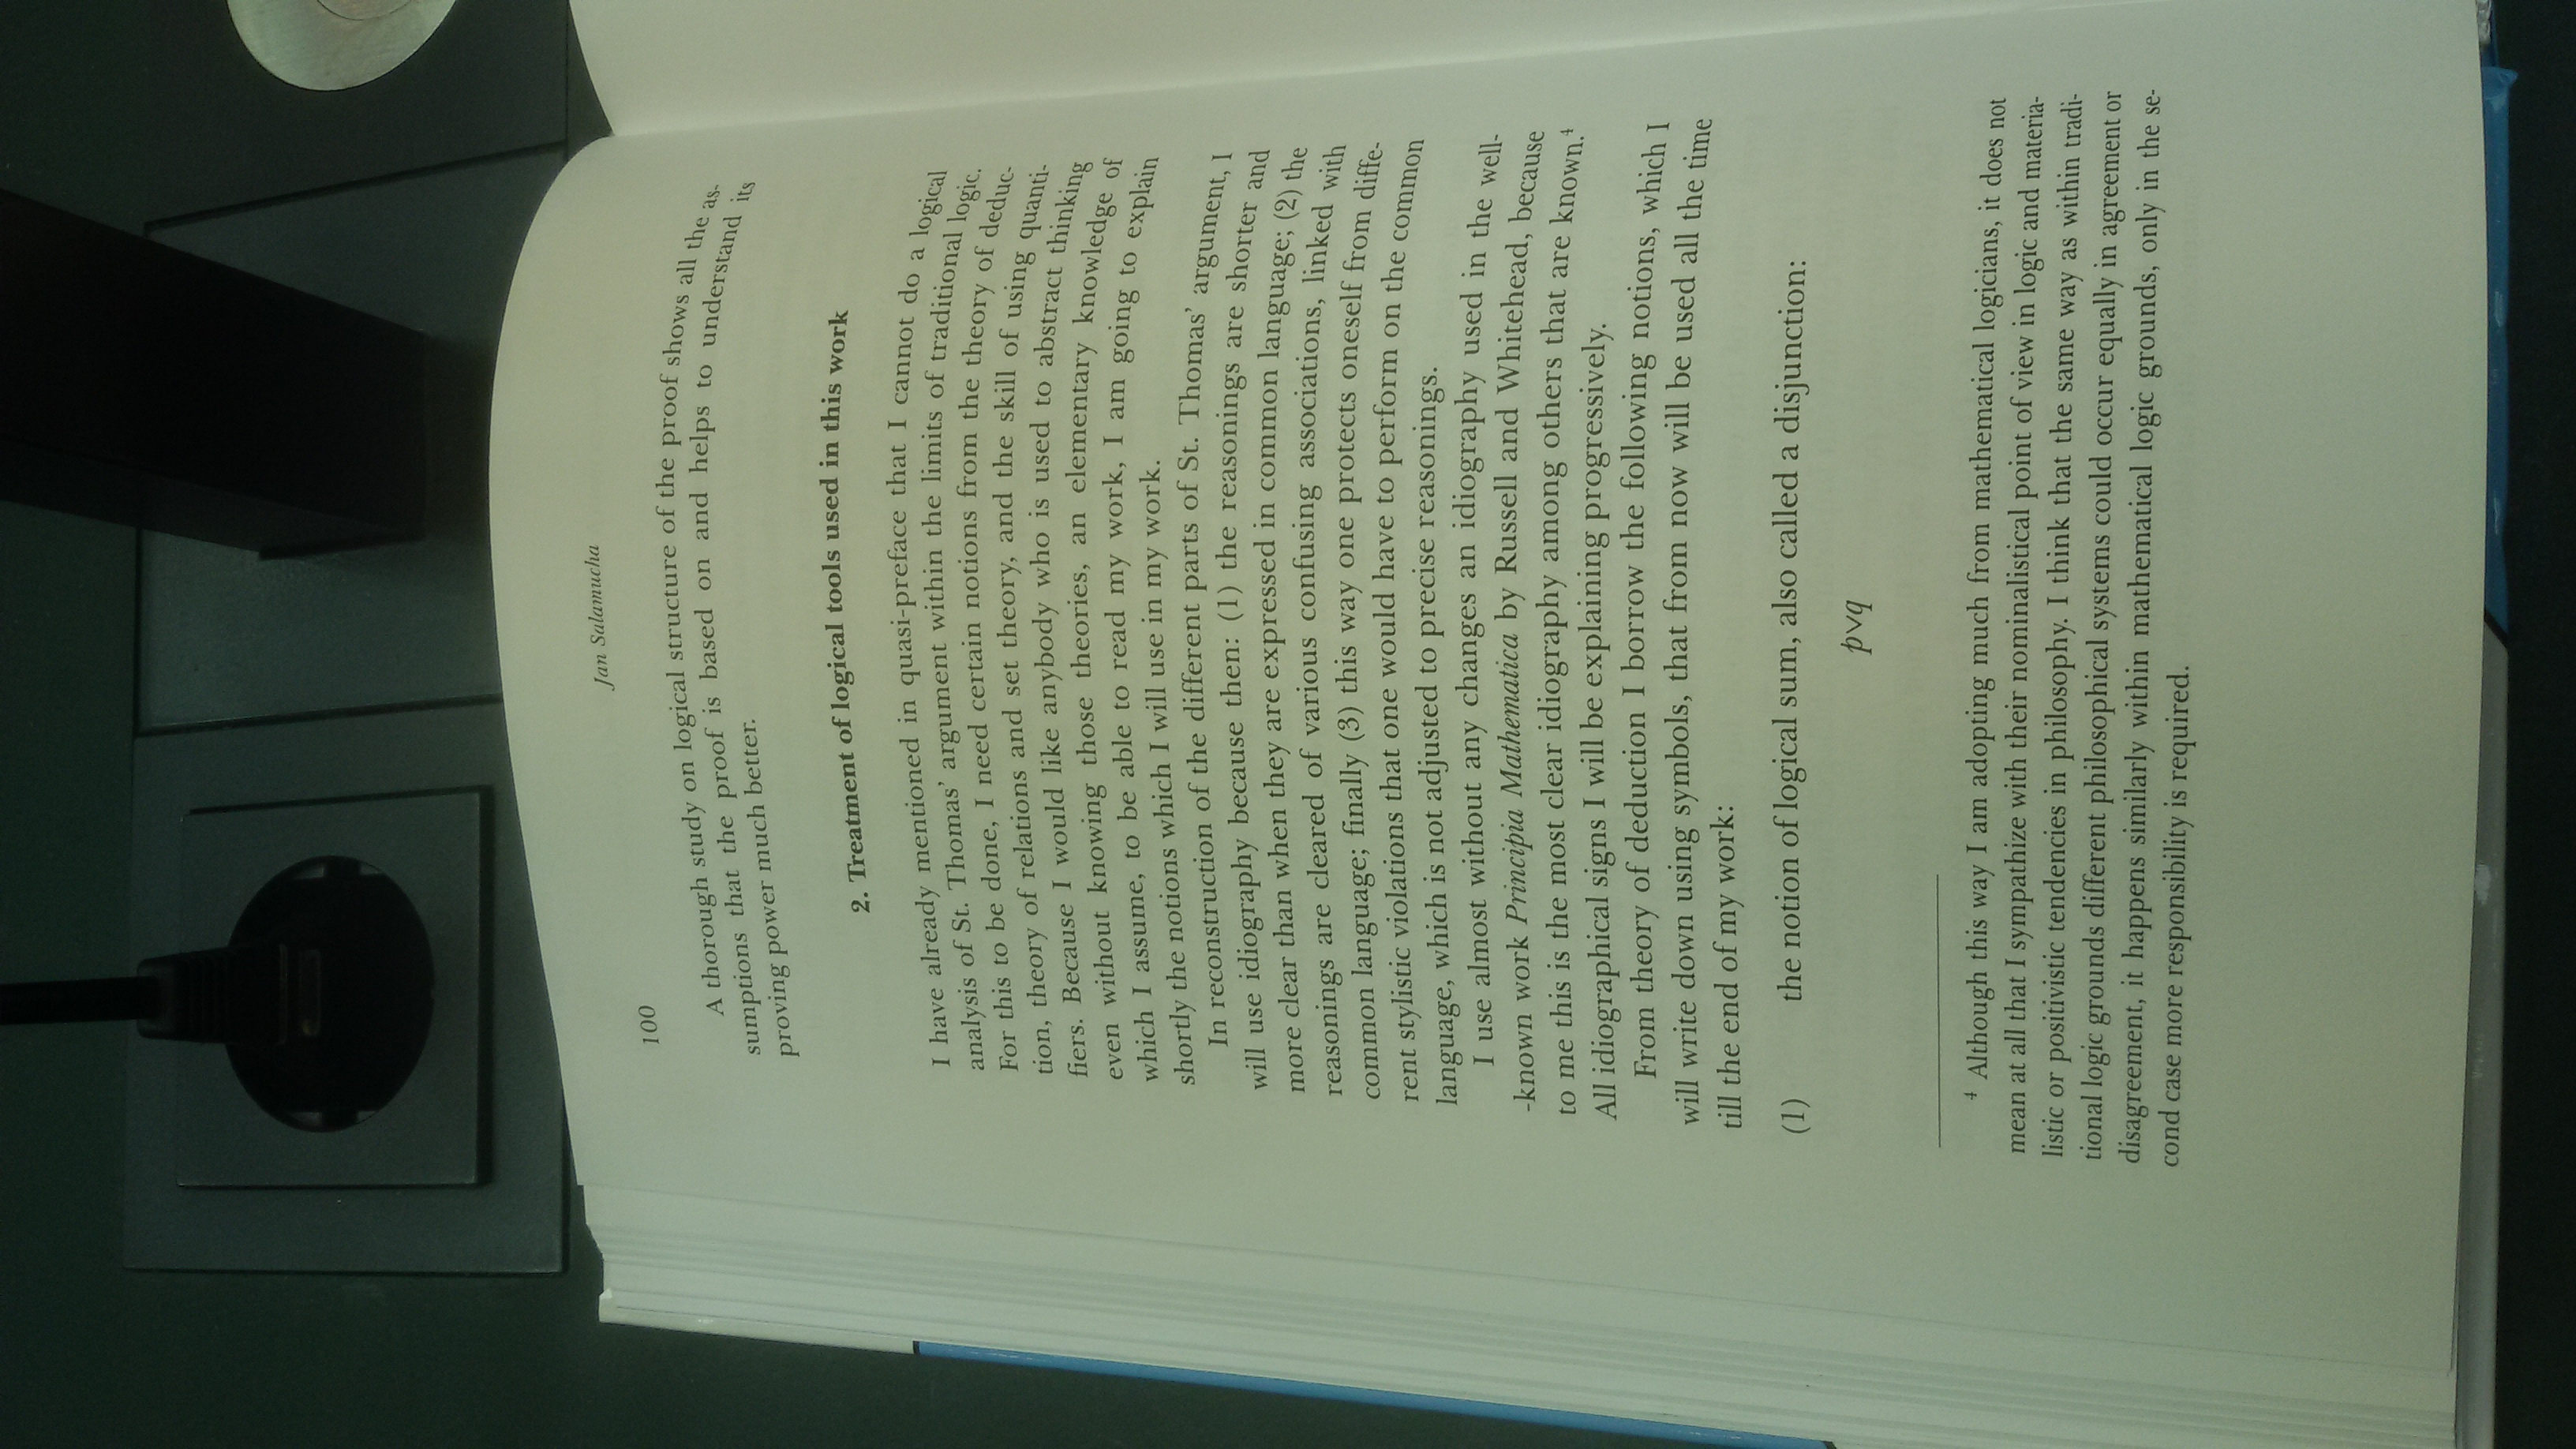 100
Jan Salamucha
A thorough study on logical structure of the proof shows all the as-
sumptions that the proof is based on and helps to understand its
proving power much better.
2. Treatment of logical tools used in this work
I have already mentioned in quasi-preface that I cannot do a logical
analysis of St. Thomas' argument within the limits of traditional logic.
For this to be done, I need certain notions from the theory of deduc-
tion, theory of relations and set theory, and the skill of using quanti-
fiers. Because I would like anybody who is used to abstract thinking
even without knowing those theories, an elementary knowledge of
which I assume, to be able to read my work, I am going to explain
shortly the notions which I will use in my work.
In reconstruction of the different parts of St. Thomas' argument, I
will use idiography because then: (1) the reasonings are shorter and
more clear than when they are expressed in common language; (2) the
reasonings are cleared of various confusing associations, linked with
common language; finally (3) this way one protects oneself from diffe-
rent stylistic violations that one would have to perform on the common
language, which is not adjusted to precise reasonings.
I use almost without any changes an idiography used in the well-
-known work Principia Mathematica by Russell and Whitehead, because
to me this is the most clear idiography among others that are known.⁴
All idiographical signs I will be explaining progressively.
From theory of deduction I borrow the following notions, which I
will write down using symbols, that from now will be used all the time
till the end of my work:
(1) the notion of logical sum, also called a disjunction:
pvq
⁴ Although this way I am adopting much from mathematical logicians, it does not
mean at all that I sympathize with their nominalistical point of view in logic and materia-
listic or positivistic tendencies in philosophy. I think that the same way as within tradi-
tional logic grounds different philosophical systems could occur equally in agreement or
disagreement, it happens similarly within mathematical logic grounds, only in the se-
cond case more responsibility is required.